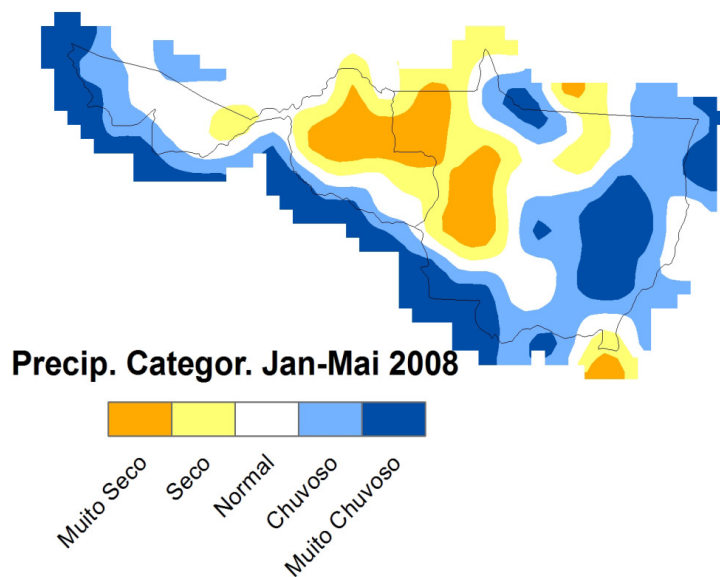 Precip. Categor. Jan-Mai 2008
Muito Seco
Seco
Normal
Chuvoso
Muito Chuvoso